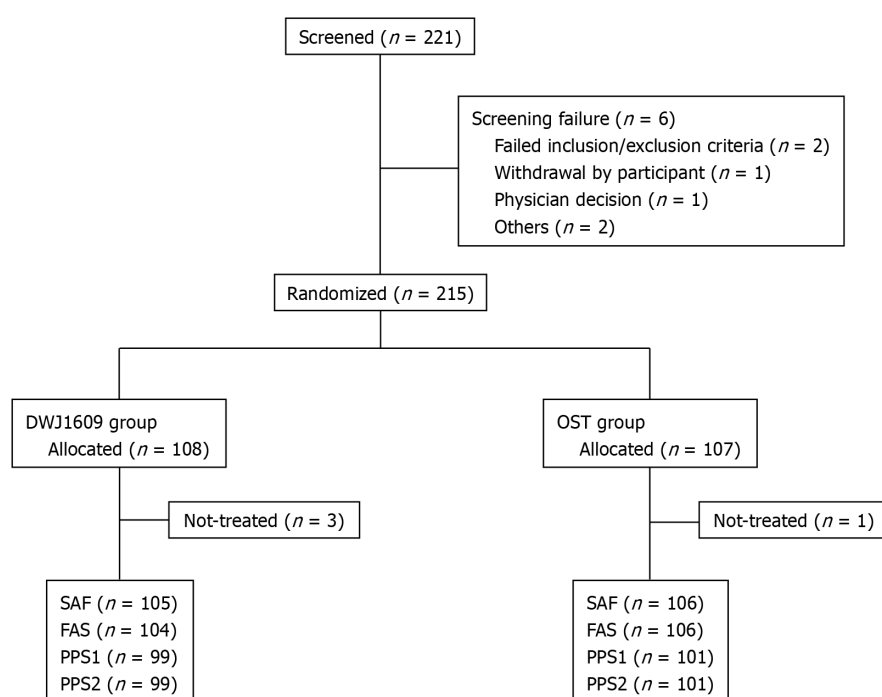 Screened (n = 221)
Screening failure (n = 6)
Failed inclusion/exclusion criteria (n = 2)
Withdrawal by participant (n = 1)
Physician decision (n = 1)
Others (n = 2)
Randomized (n = 215)
DWJ1609 group
Allocated (n = 108)
OST group
Allocated (n = 107)
Not-treated (n = 3)
Not-treated (n = 1)
SAF (n = 105)
FAS (n = 104)
PPS1 (n = 99)
PPS2 (n = 99)
SAF (n = 106)
FAS (n = 106)
PPS1 (n = 101)
PPS2 (n = 101)